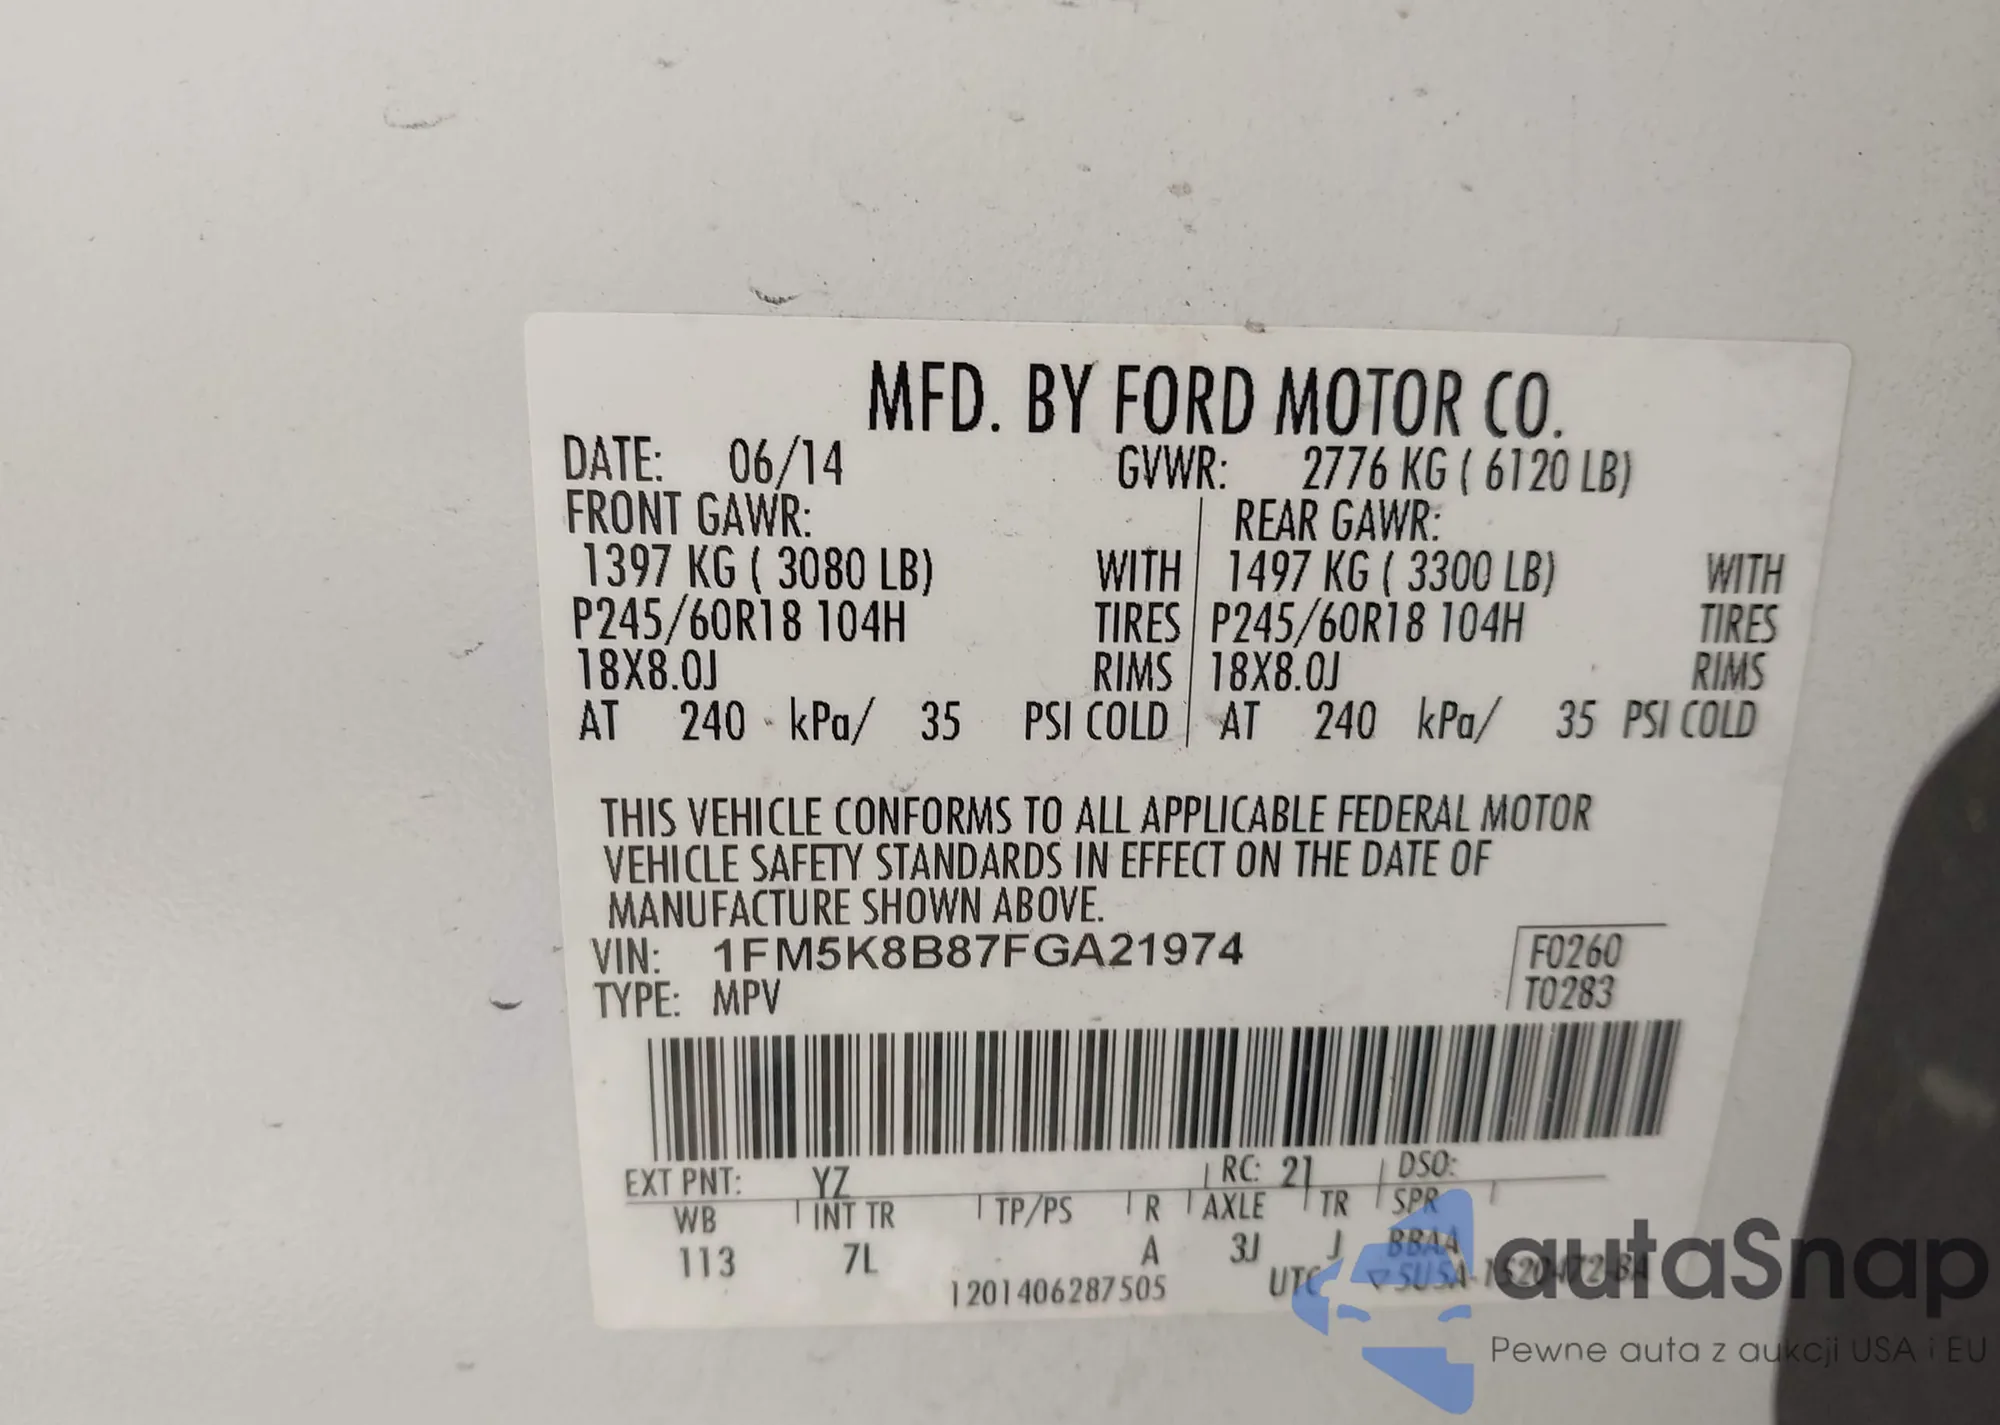 MFD. BY FORD MOTOR CO.
DATE: 06/14 GVWR: 2776 KG ( 6120 LB)
FRONT GAWR: REAR GAWR:
1397 KG ( 3080 LB) WITH 1497 KG ( 3300 LB) WITH
P245/60R18 104H TIRES P245/60R18 104H TIRES
18X8.0J RIMS 18X8.0J RIMS
AT 240 kPa/ 35 PSI COLD AT 240 kPa/ 35 PSI COLD
THIS VEHICLE CONFORMS TO ALL APPLICABLE FEDERAL MOTOR
VEHICLE SAFETY STANDARDS IN EFFECT ON THE DATE OF
MANUFACTURE SHOWN ABOVE.
VIN: 1FM5K8B87FGA21974 F0260
TYPE: MPV T0283
EXT PNT: YZ RC: 21 DSO:
WB INT TR TP/PS R AXLE TR SPR
113 7L A 3J J BBAA
1201406287505 UTC
autaSnap
Pewne auta z aukcji USA i EU